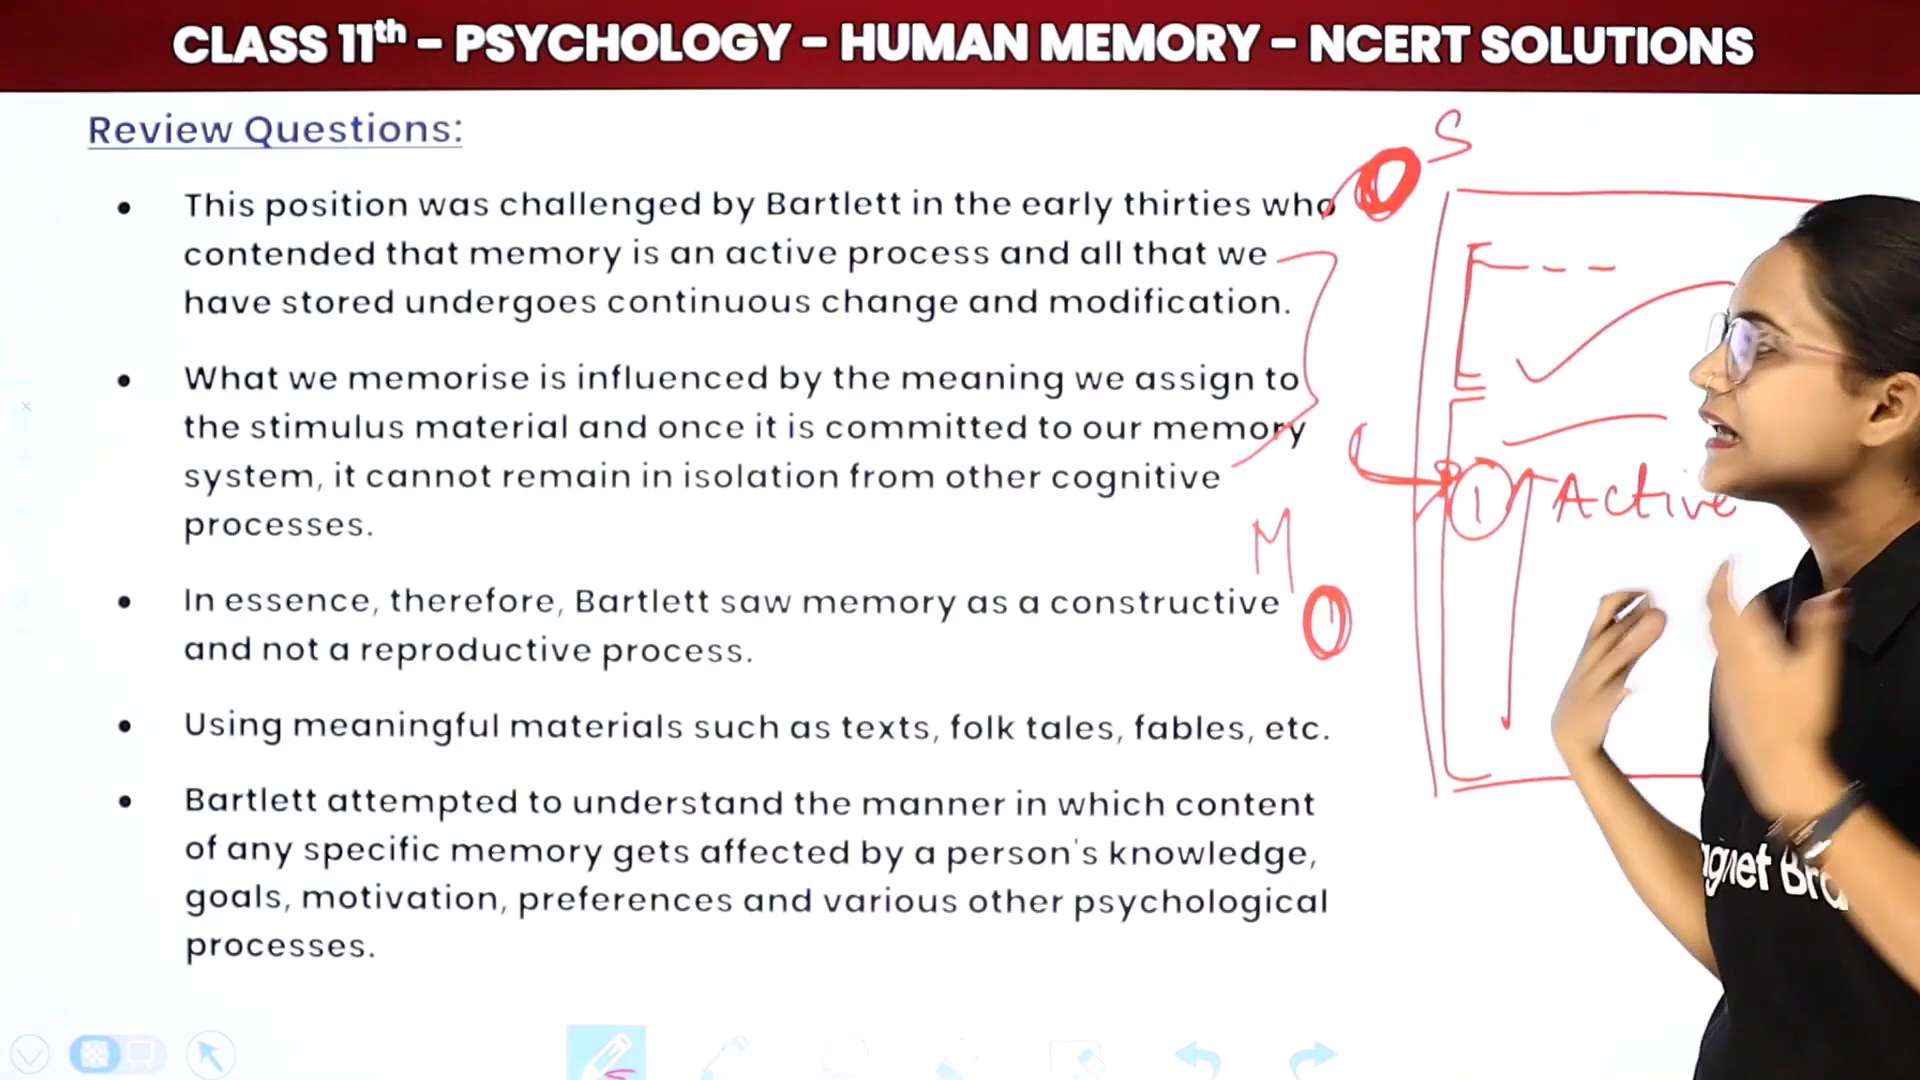 CLASS 11th – PSYCHOLOGY – HUMAN MEMORY – NCERT SOLUTIONS
Review Questions:
S
• This position was challenged by Bartlett in the early thirties who
contended that memory is an active process and all that we
have stored undergoes continuous change and modification.
• What we memorise is influenced by the meaning we assign to
the stimulus material and once it is committed to our memory
system, it cannot remain in isolation from other cognitive
processes.
1 Active
M
• In essence, therefore, Bartlett saw memory as a constructive
and not a reproductive process.
• Using meaningful materials such as texts, folk tales, fables, etc.
• Bartlett attempted to understand the manner in which content
of any specific memory gets affected by a person's knowledge,
goals, motivation, preferences and various other psychological
processes.